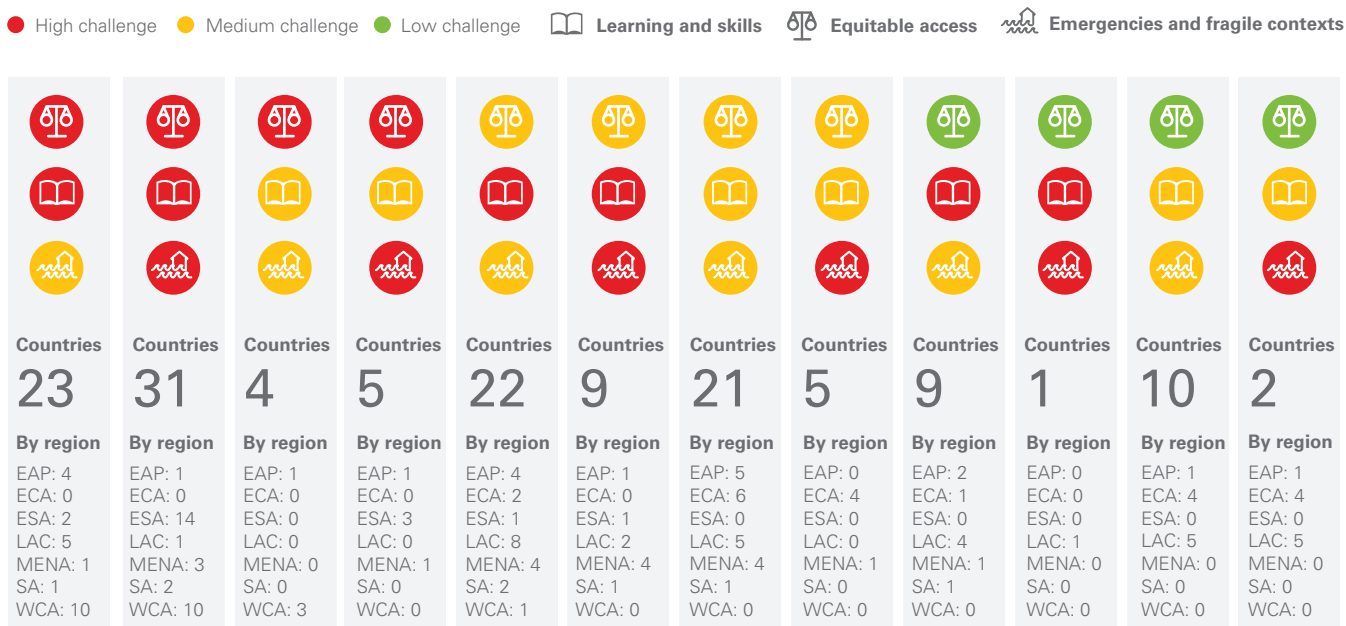 High challenge Medium challenge Low challenge Learning and skills Equitable access Emergencies and fragile contexts
Countries Countries Countries Countries Countries Countries Countries Countries Countries Countries Countries Countries
23 31 4 5 22 9 21 5 9 1 10 2
By region By region By region By region By region By region By region By region By region By region By region By region
EAP: 4 EAP: 1 EAP: 1 EAP: 1 EAP: 4 EAP: 1 EAP: 5 EAP: 0 EAP: 2 EAP: 0 EAP: 1 EAP: 1
ECA: 0 ECA: 0 ECA: 0 ECA: 0 ECA: 2 ECA: 0 ECA: 6 ECA: 4 ECA: 1 ECA: 0 ECA: 4 ECA: 4
ESA: 2 ESA: 14 ESA: 0 ESA: 3 ESA: 1 ESA: 1 ESA: 0 ESA: 0 ESA: 0 ESA: 0 ESA: 0 ESA: 0
LAC: 5 LAC: 1 LAC: 0 LAC: 0 LAC: 8 LAC: 2 LAC: 5 LAC: 0 LAC: 4 LAC: 1 LAC: 5 LAC: 5
MENA: 1 MENA: 3 MENA: 0 MENA: 1 MENA: 4 MENA: 4 MENA: 4 MENA: 1 MENA: 1 MENA: 0 MENA: 0 MENA: 0
SA: 1 SA: 2 SA: 0 SA: 0 SA: 2 SA: 1 SA: 1 SA: 0 SA: 1 SA: 0 SA: 0 SA: 0
WCA: 10 WCA: 10 WCA: 3 WCA: 0 WCA: 1 WCA: 0 WCA: 0 WCA: 0 WCA: 0 WCA: 0 WCA: 0 WCA: 0